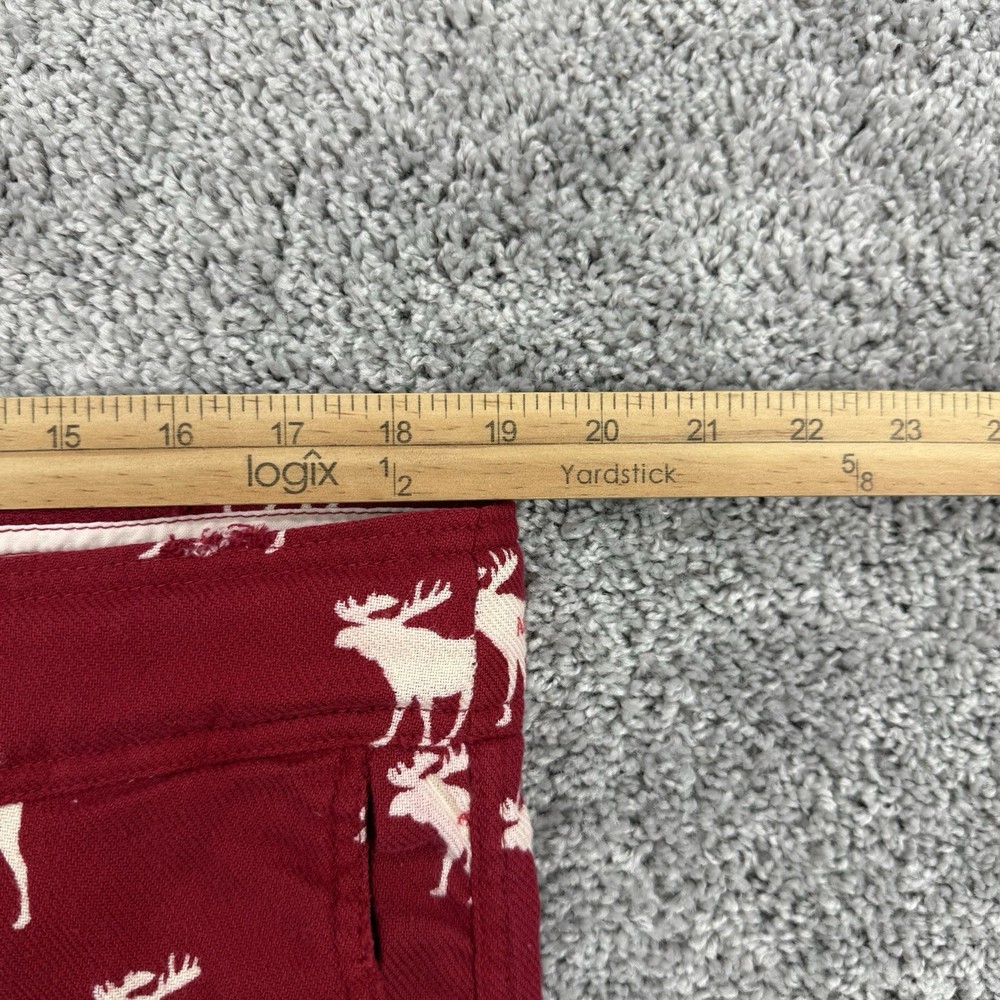 15 16 17 18 19 20 21 22 23
logix 1/2 Yardstick 5/8